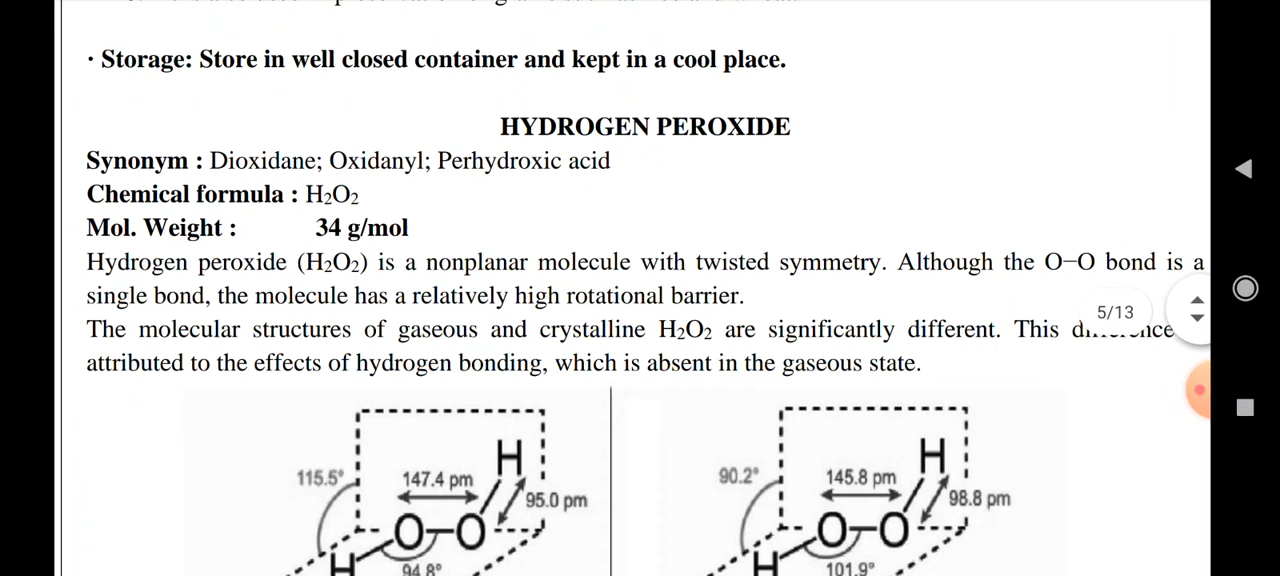 · Storage: Store in well closed container and kept in a cool place.
HYDROGEN PEROXIDE
Synonym : Dioxidane; Oxidanyl; Perhydroxic acid
Chemical formula : H₂O₂
Mol. Weight : 34 g/mol
Hydrogen peroxide (H₂O₂) is a nonplanar molecule with twisted symmetry. Although the O−O bond is a
single bond, the molecule has a relatively high rotational barrier.
5/13
The molecular structures of gaseous and crystalline H₂O₂ are significantly different. This
attributed to the effects of hydrogen bonding, which is absent in the gaseous state.
115.5° 147.4 pm H 95.0 pm
O-O
H 94.8°
90.2° 145.8 pm H 98.8 pm
O-O
H 101.9°